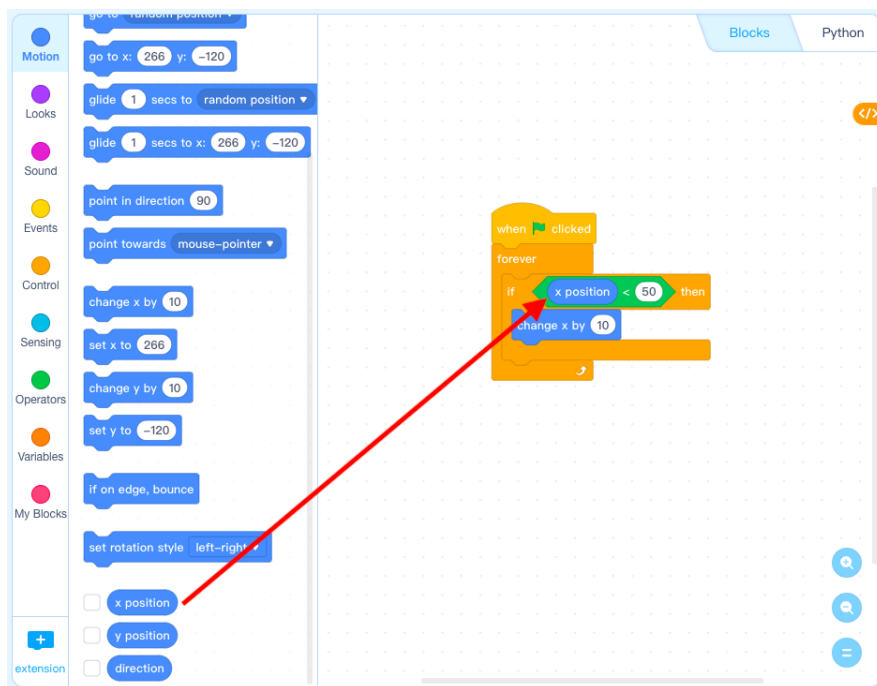 Motion
Looks
Sound
Events
Control
Sensing
Operators
Variables
My Blocks
extension
go to random position
go to x: 266 y: -120
glide 1 secs to random position
glide 1 secs to x: 266 y: -120
point in direction 90
point towards mouse-pointer
change x by 10
set x to 266
change y by 10
set y to -120
if on edge, bounce
set rotation style left-right
x position
y position
direction
Blocks
Python
</>
when clicked
forever
if x position < 50 then
change x by 10